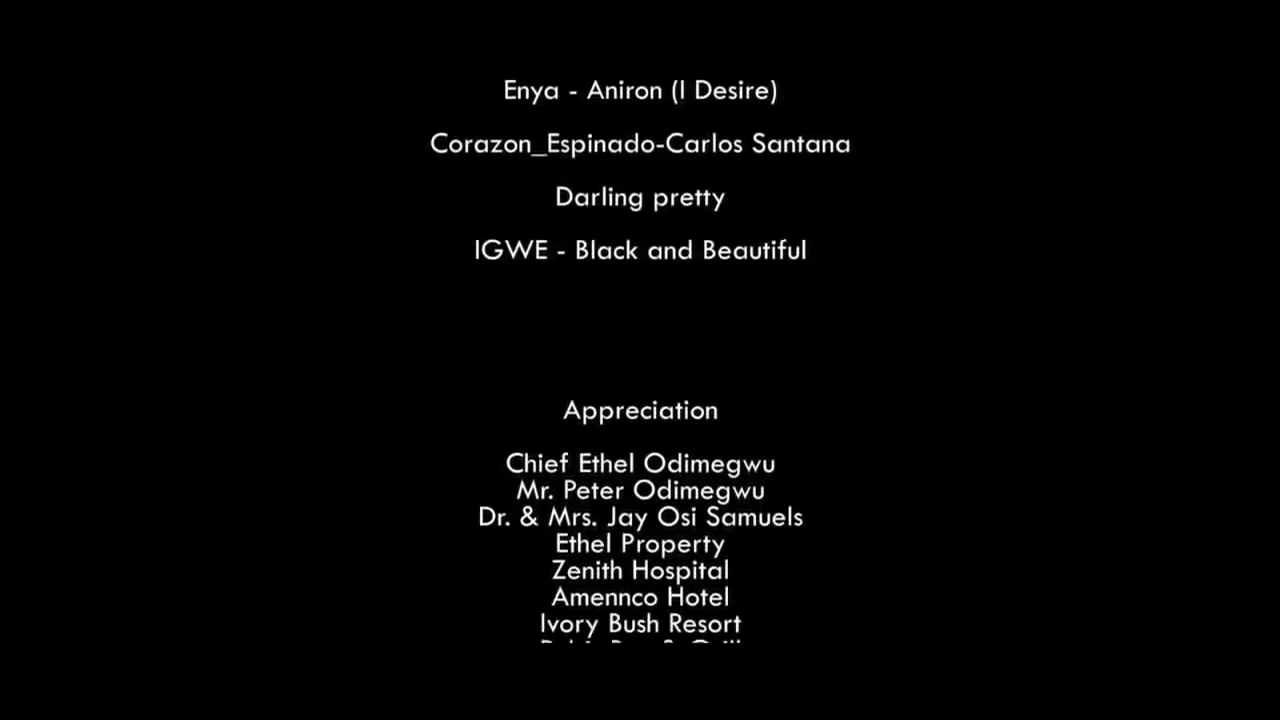 Enya - Aniron (I Desire)
Corazon_Espinado-Carlos Santana
Darling pretty
IGWE - Black and Beautiful
Appreciation
Chief Ethel Odimegwu
Mr. Peter Odimegwu
Dr. & Mrs. Jay Osi Samuels
Ethel Property
Zenith Hospital
Amennco Hotel
Ivory Bush Resort